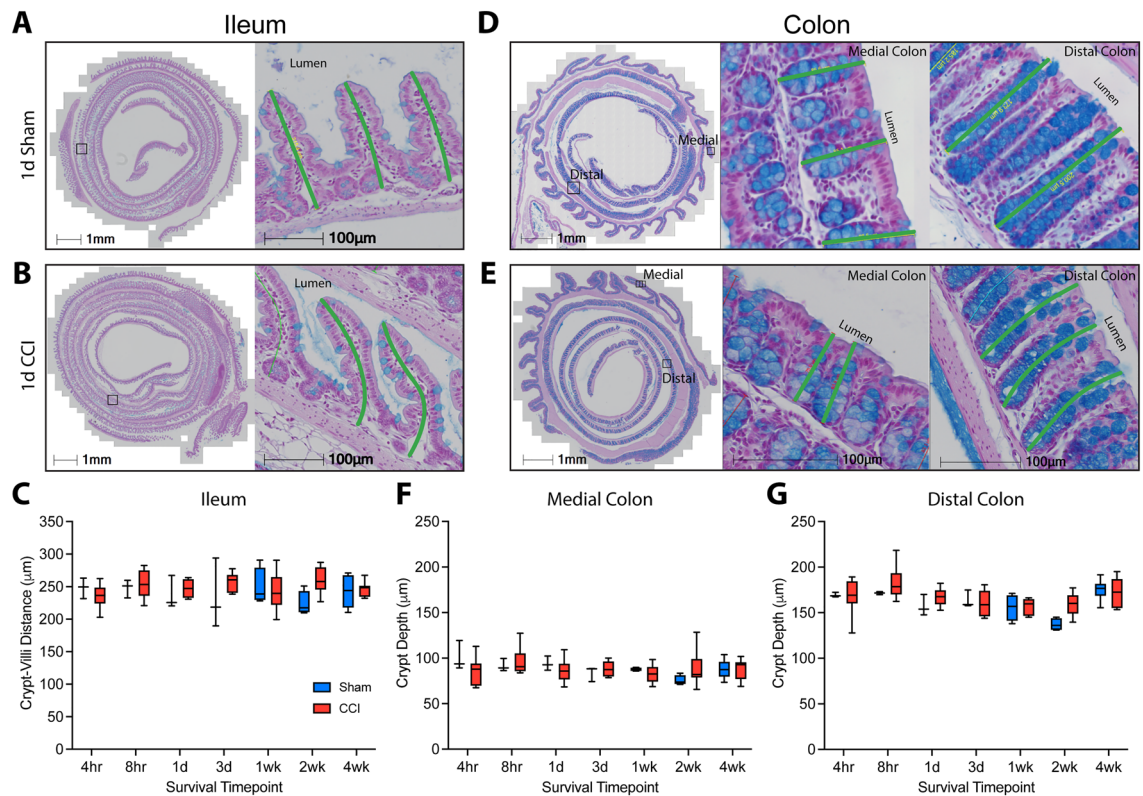 A
Ileum
D
Colon
1d Sham
Lumen
1mm
100µm
Medial
Distal
1mm
Medial Colon
Lumen
Distal Colon
Lumen
B
E
1d CCI
Lumen
1mm
100µm
Medial
Distal
1mm
Medial Colon
Lumen
100µm
Distal Colon
Lumen
100µm
C
Ileum
Crypt-Villi Distance (µm)
350
300
250
200
150
100
50
0
Sham
CCI
4hr 8hr 1d 3d 1wk 2wk 4wk
Survival Timepoint
F
Medial Colon
Crypt Depth (µm)
250
200
150
100
50
0
4hr 8hr 1d 3d 1wk 2wk 4wk
Survival Timepoint
G
Distal Colon
Crypt Depth (µm)
250
200
150
100
50
0
4hr 8hr 1d 3d 1wk 2wk 4wk
Survival Timepoint